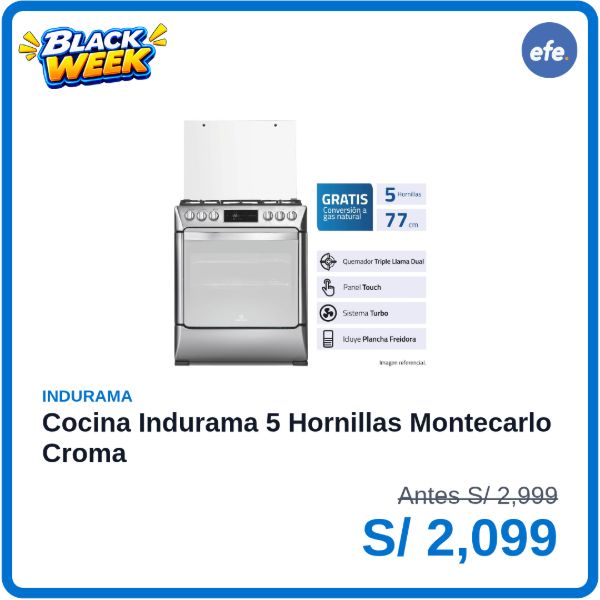 BLACK
WEEK
efe.
GRATIS
Conversión a
gas natural
5 Hornillas
77 cm
Quemador Triple Llama Dual
Panel Touch
Sistema Turbo
Icluye Plancha Freidora
Imagen referencial.
INDURAMA
Cocina Indurama 5 Hornillas Montecarlo
Croma
Antes S/ 2,999
S/ 2,099